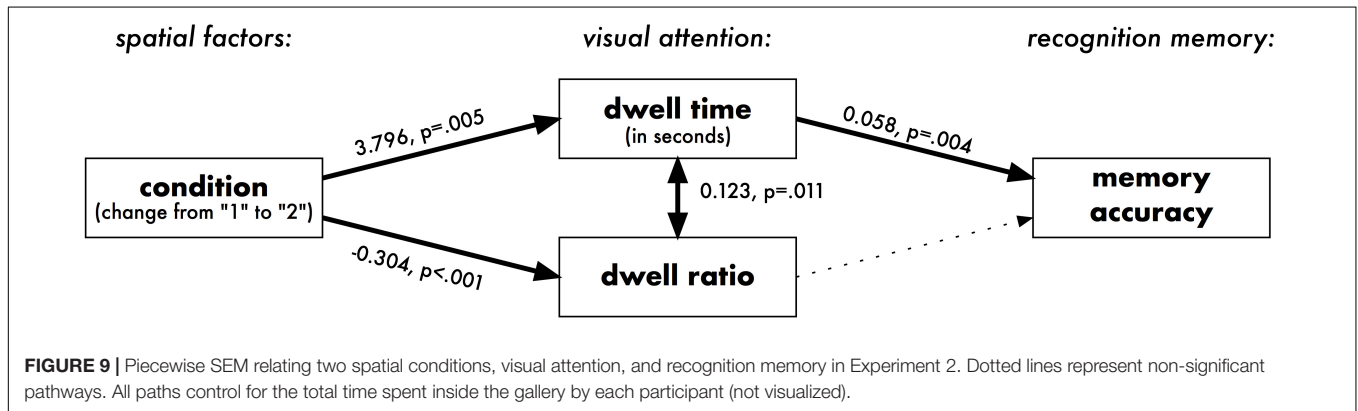 spatial factors:
visual attention:
recognition memory:
dwell time
(in seconds)
3.796, p=.005
0.058, p=.004
condition
(change from "1" to "2")
0.123, p=.011
memory
accuracy
-0.304, p<.001
dwell ratio
FIGURE 9 | Piecewise SEM relating two spatial conditions, visual attention, and recognition memory in Experiment 2. Dotted lines represent non-significant
pathways. All paths control for the total time spent inside the gallery by each participant (not visualized).